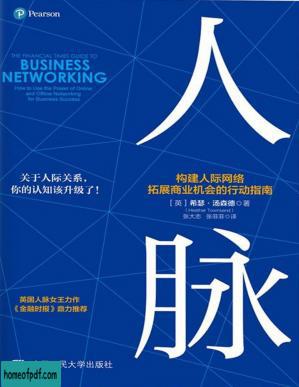 Pearson
THE FINANCIAL TIMES GUIDE TO
BUSINESS
NETWORKING
How to Use the Power of Online
and Offline Networking
for Business Success
人
脉
关于人际关系,
你的认知该升级了!
构建人际网络
拓展商业机会的行动指南
[英] 希瑟·汤森德 著
(Heather Townsend)
张大志 张菲菲 译
英国人脉女王力作
《金融时报》鼎力推荐
民大学出版社
homeofpdf.com